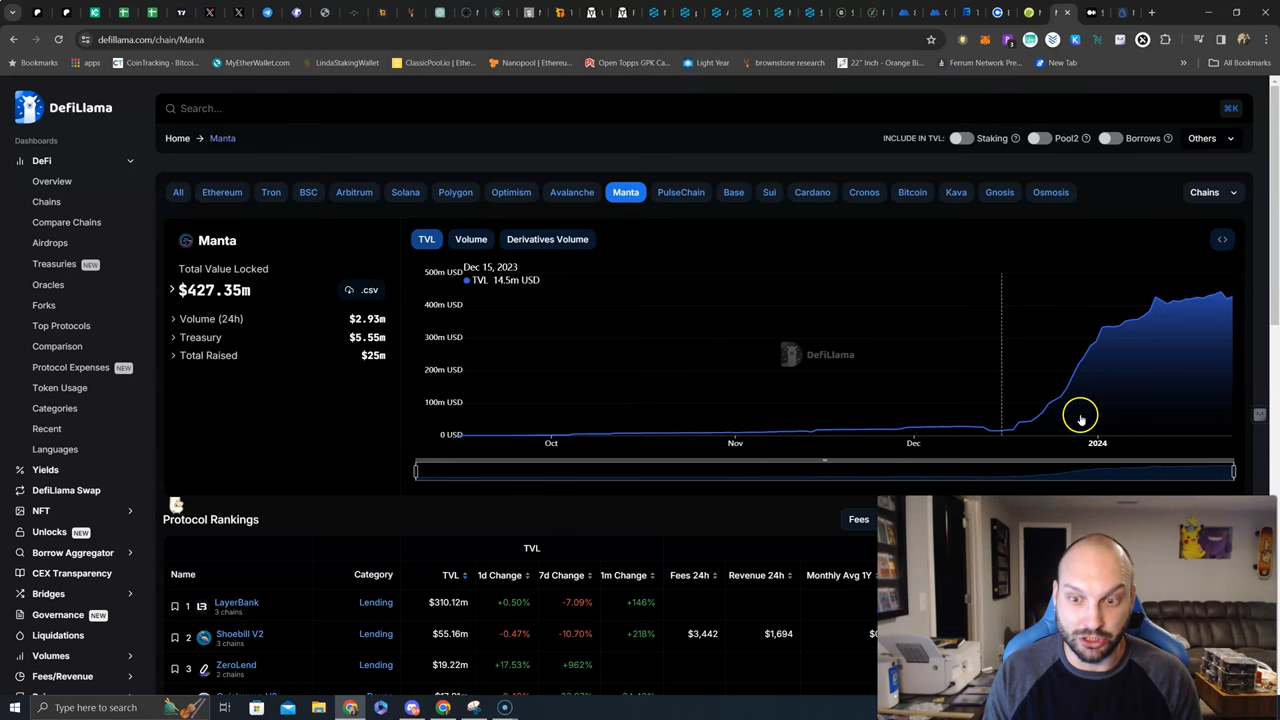 defillama.com/chain/Manta
Bookmarks
apps
CoinTracking - Bitcoi...
MyEtherWallet.com
LindaStakingWallet
ClassicPool.io | Ethe...
Nanopool | Ethereu...
Open Topps GPK Ca...
Light Year
brownstone research
22" Inch - Orange Bi...
Ferrum Network Pre...
New Tab
All Bookmarks
DefiLlama
Search...
⌘K
Dashboards
Home → Manta
INCLUDE IN TVL: Staking Pool2 Borrows Others
DeFi
Overview
Chains
Compare Chains
Airdrops
Treasuries NEW
Oracles
Forks
Top Protocols
Comparison
Protocol Expenses NEW
Token Usage
Categories
Recent
Languages
Yields
DefiLlama Swap
NFT
Unlocks NEW
Borrow Aggregator
CEX Transparency
Bridges
Governance NEW
Liquidations
Volumes
Fees/Revenue
All Ethereum Tron BSC Arbitrum Solana Polygon Optimism Avalanche Manta PulseChain Base Sui Cardano Cronos Bitcoin Kava Gnosis Osmosis Chains
Manta
Total Value Locked
$427.35m
.csv
Volume (24h) $2.93m
Treasury $5.55m
Total Raised $25m
TVL Volume Derivatives Volume
Dec 15, 2023
TVL 14.5m USD
500m USD
400m USD
300m USD
200m USD
100m USD
0 USD
DefiLlama
Oct Nov Dec 2024
Protocol Rankings
Fees
TVL
Name Category TVL 1d Change 7d Change 1m Change Fees 24h Revenue 24h Monthly Avg 1Y
1 LayerBank Lending $310.12m +0.50% -7.09% +146%
3 chains
2 Shoebill V2 Lending $55.16m -0.47% -10.70% +218% $3,442 $1,694
3 chains
3 ZeroLend Lending $19.22m +17.53% +962%
2 chains
Type here to search